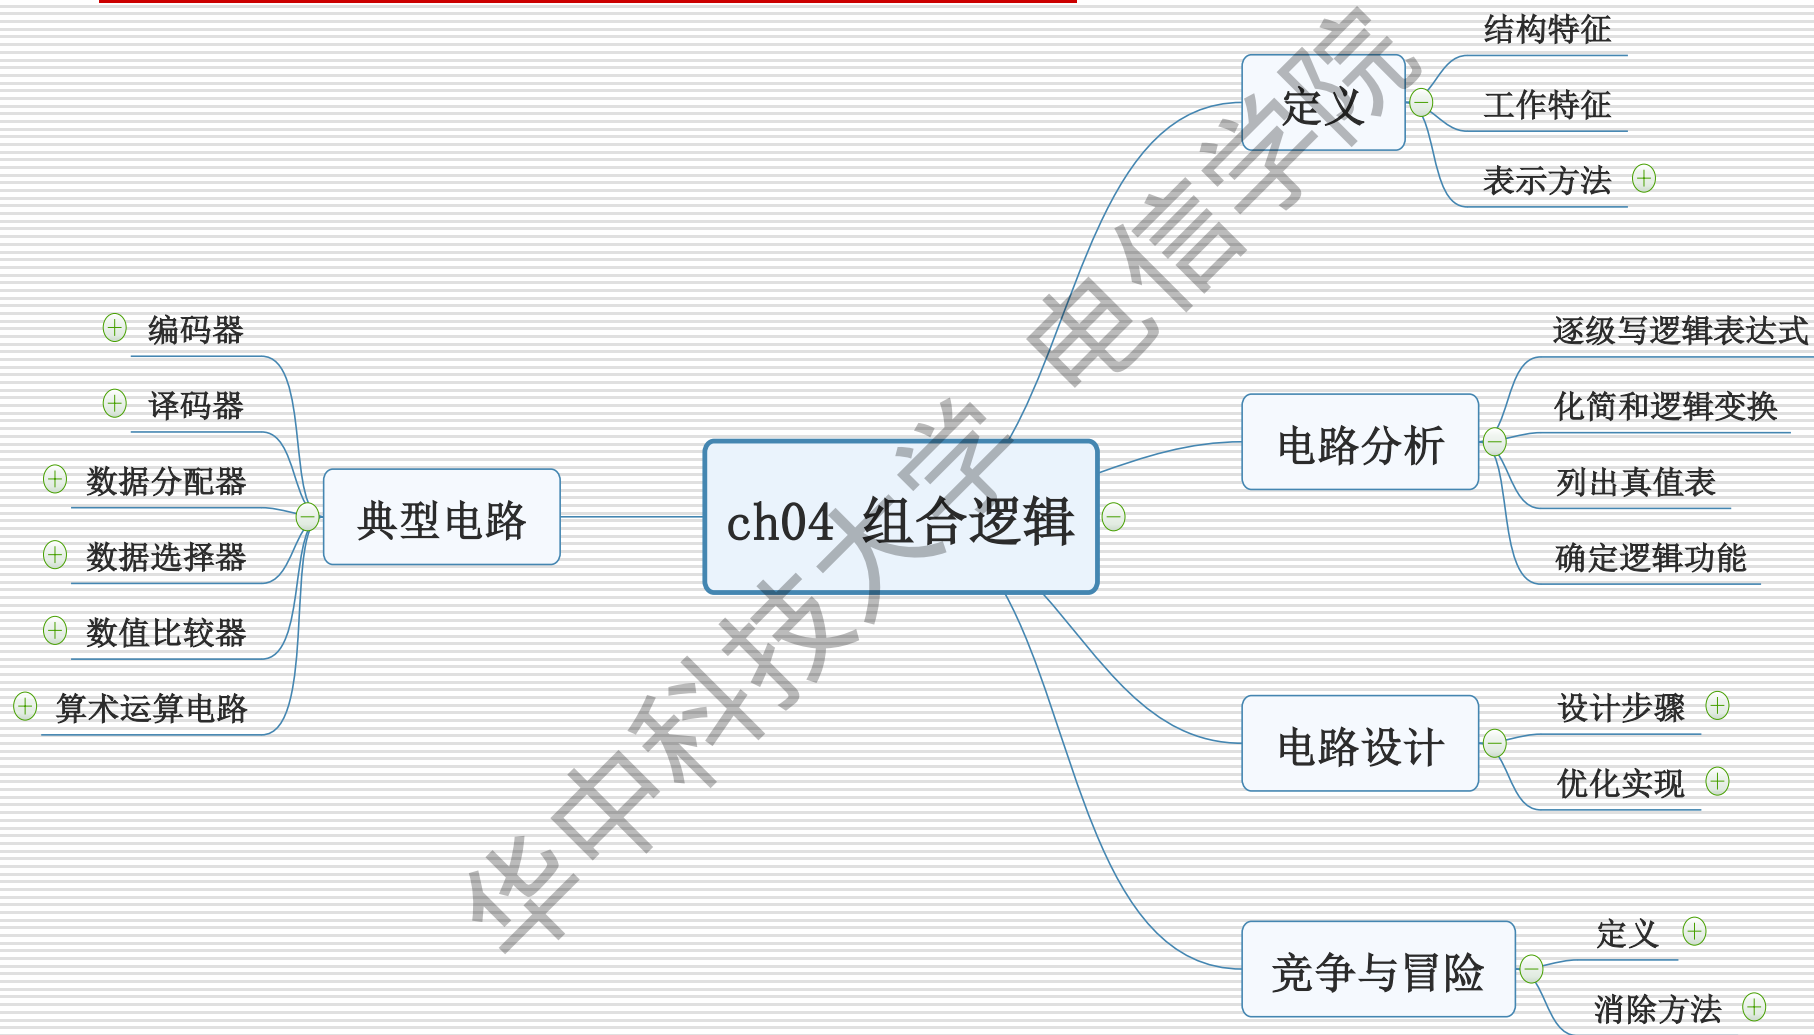 ch04 组合逻辑
定义
结构特征
工作特征
表示方法
电路分析
逐级写逻辑表达式
化简和逻辑变换
列出真值表
确定逻辑功能
电路设计
设计步骤
优化实现
竞争与冒险
定义
消除方法
典型电路
编码器
译码器
数据分配器
数据选择器
数值比较器
算术运算电路
华中科技大学 电信学院